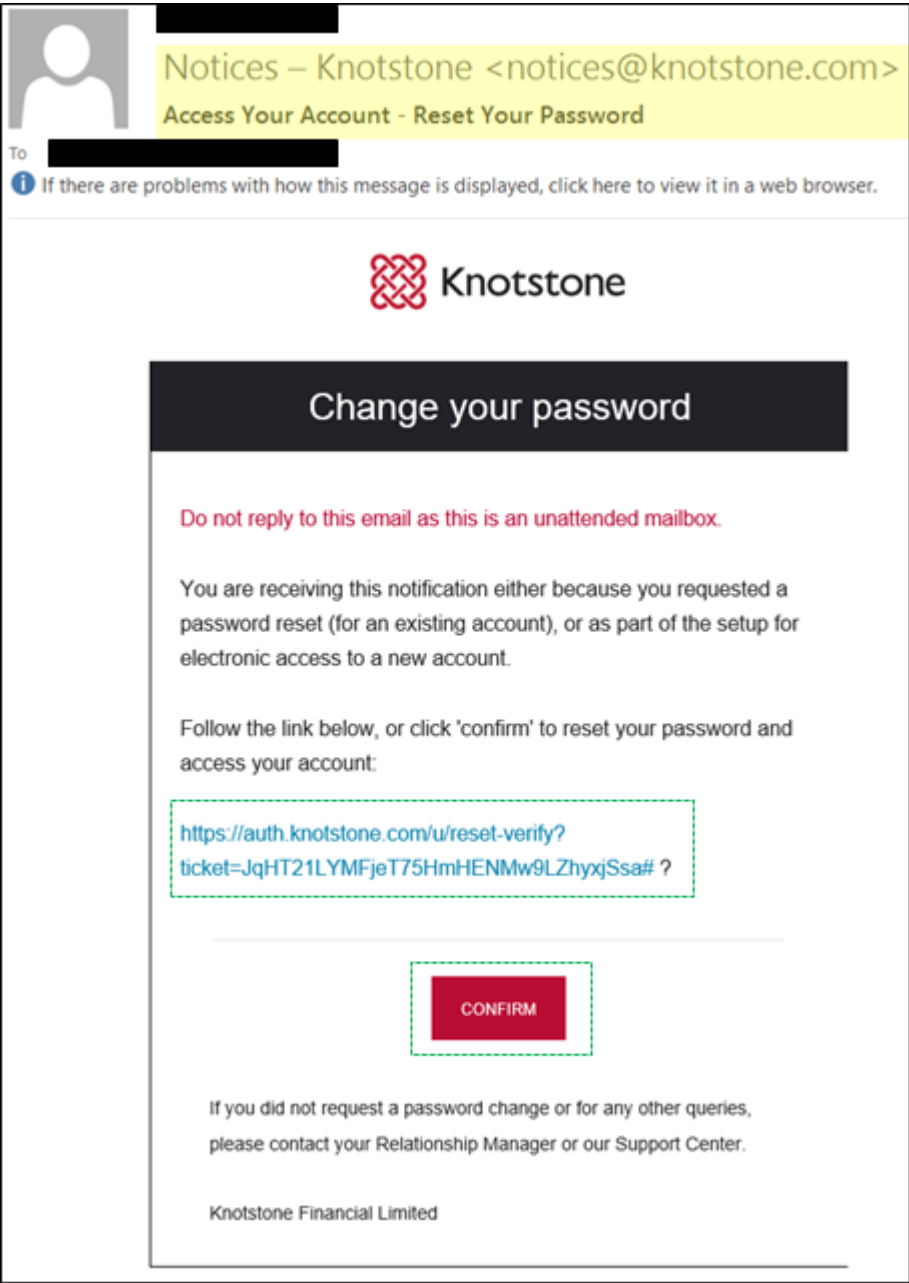 Notices – Knotstone <notices@knotstone.com>
Access Your Account - Reset Your Password
To
i If there are problems with how this message is displayed, click here to view it in a web browser.
Knotstone
Change your password
Do not reply to this email as this is an unattended mailbox.
You are receiving this notification either because you requested a
password reset (for an existing account), or as part of the setup for
electronic access to a new account.
Follow the link below, or click 'confirm' to reset your password and
access your account:
https://auth.knotstone.com/u/reset-verify?
ticket=JqHT21LYMFjeT75HmHENMw9LZhyxjSsa# ?
CONFIRM
If you did not request a password change or for any other queries,
please contact your Relationship Manager or our Support Center.
Knotstone Financial Limited